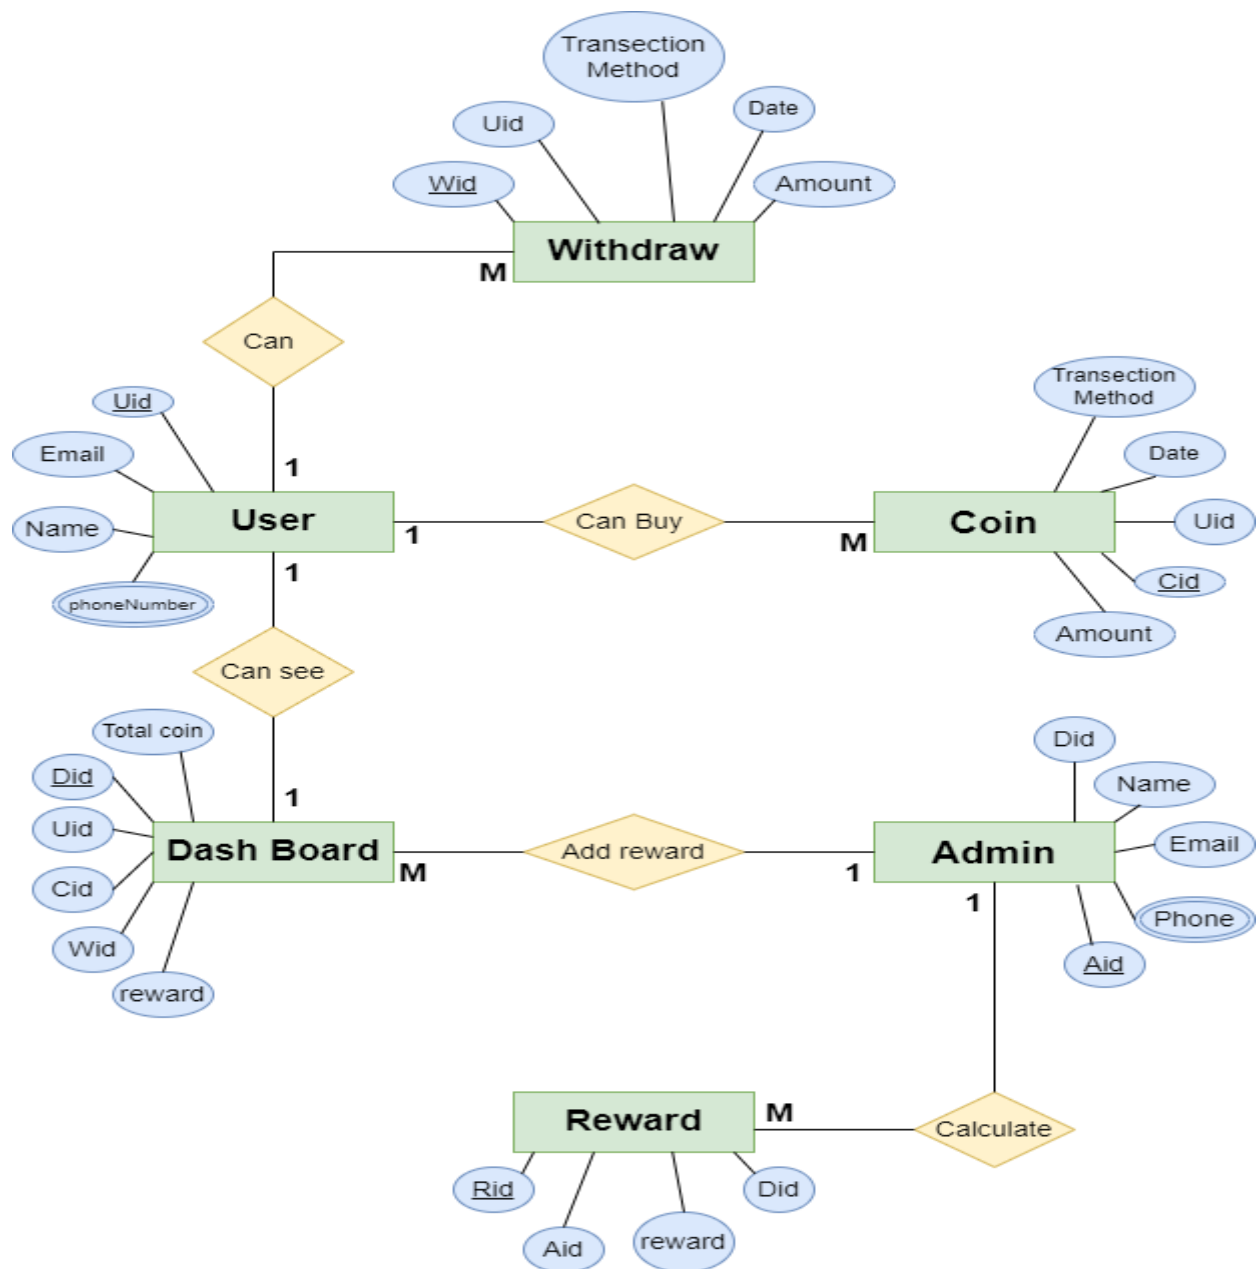 Transection
Method
Date
Uid
Wid
Amount
Withdraw
M
Can
Transection
Method
Uid
Email
Date
1
Name
User
Can Buy
Coin
Uid
1
M
1
phoneNumber
Cid
Amount
Can see
Total coin
Did
Did
Name
1
Uid
Dash Board
Add reward
Admin
Email
M
1
Cid
1
Phone
Wid
Aid
reward
Reward
M
Calculate
Rid
Did
Aid
reward